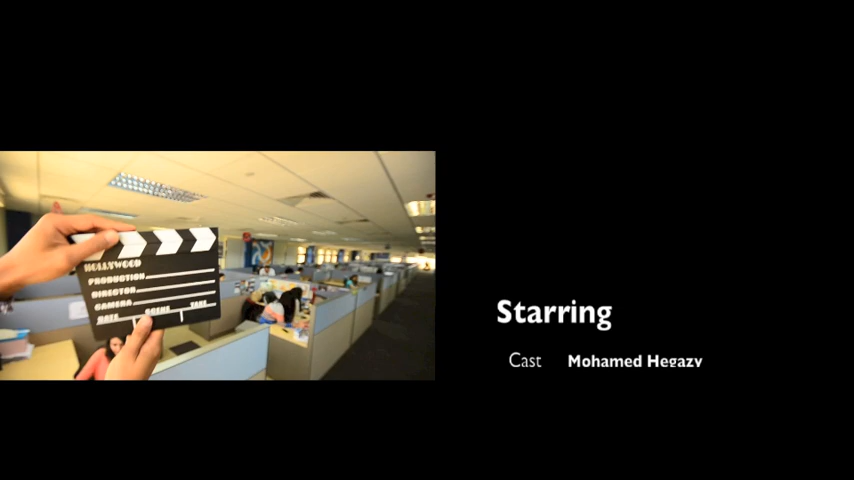 HOLLYWOOD
PRODUCTION
DIRECTOR
CAMERA
DATE SCENE TAKE
Starring
Cast Mohamed Hegazy